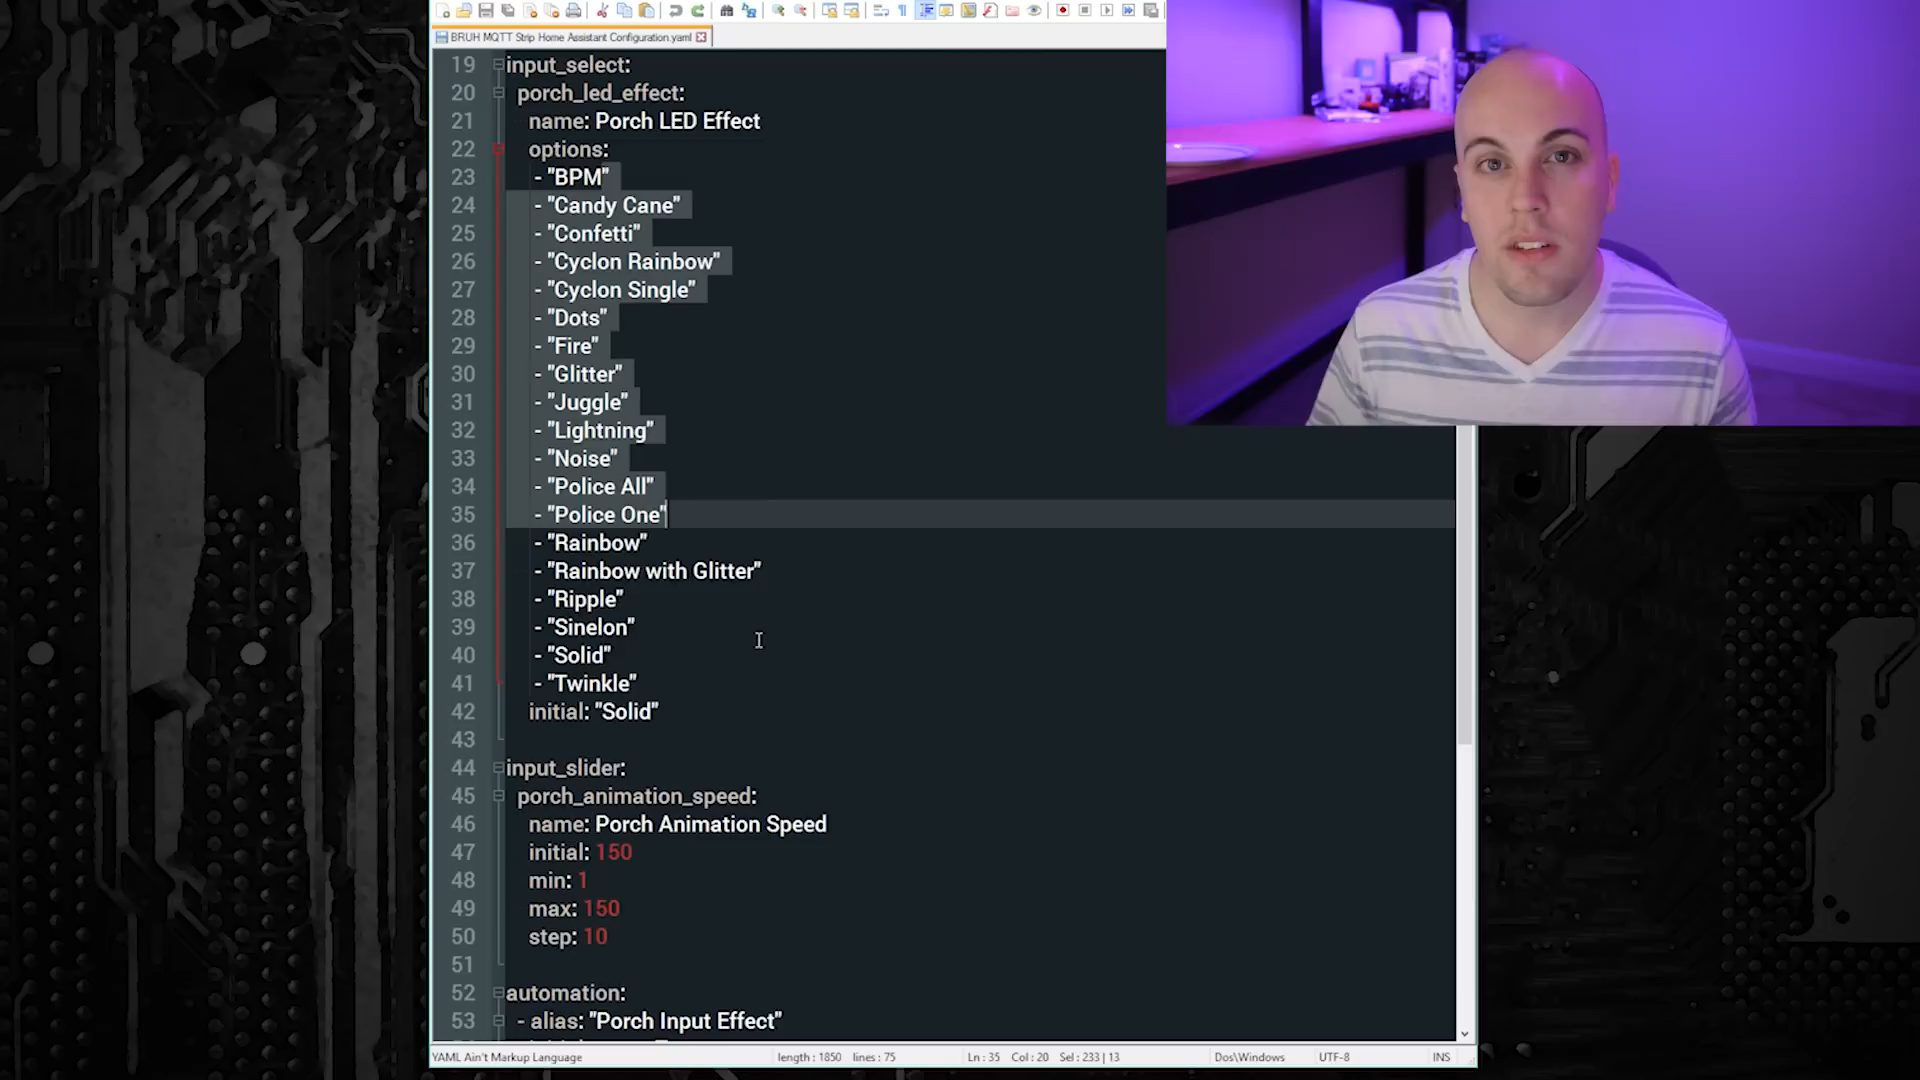 BRUH MQTT Strip Home Assistant Configuration.yaml
19 input_select:
20 porch_led_effect:
21 name: Porch LED Effect
22 options:
23 - "BPM"
24 - "Candy Cane"
25 - "Confetti"
26 - "Cyclon Rainbow"
27 - "Cyclon Single"
28 - "Dots"
29 - "Fire"
30 - "Glitter"
31 - "Juggle"
32 - "Lightning"
33 - "Noise"
34 - "Police All"
35 - "Police One"
36 - "Rainbow"
37 - "Rainbow with Glitter"
38 - "Ripple"
39 - "Sinelon"
40 - "Solid"
41 - "Twinkle"
42 initial: "Solid"
43
44 input_slider:
45 porch_animation_speed:
46 name: Porch Animation Speed
47 initial: 150
48 min: 1
49 max: 150
50 step: 10
51
52 automation:
53 - alias: "Porch Input Effect"
YAML Ain't Markup Language length : 1850 lines : 75 Ln : 35 Col : 20 Sel : 233 | 13 Dos\Windows UTF-8 INS